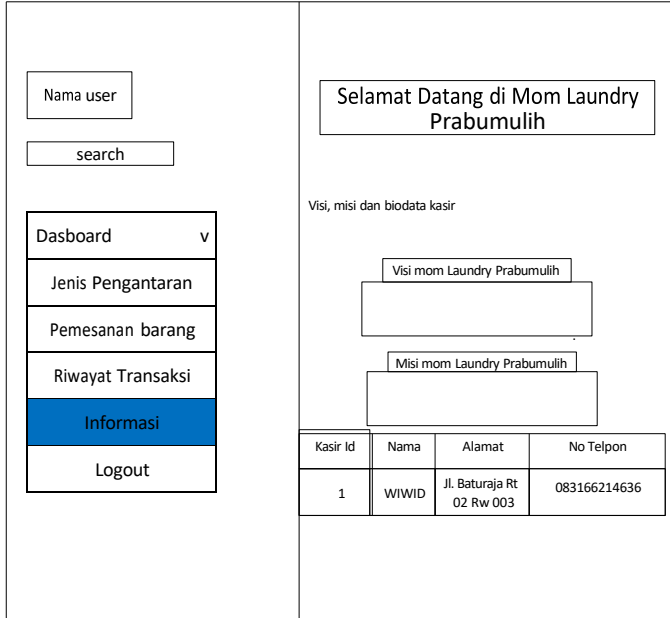 Nama user
search
Dasboard v
Jenis Pengantaran
Pemesanan barang
Riwayat Transaksi
Informasi
Logout
Selamat Datang di Mom Laundry
Prabumulih
Visi, misi dan biodata kasir
Visi mom Laundry Prabumulih
.
Misi mom Laundry Prabumulih
Kasir Id Nama Alamat No Telpon
1 WIWID Jl. Baturaja Rt 083166214636
02 Rw 003